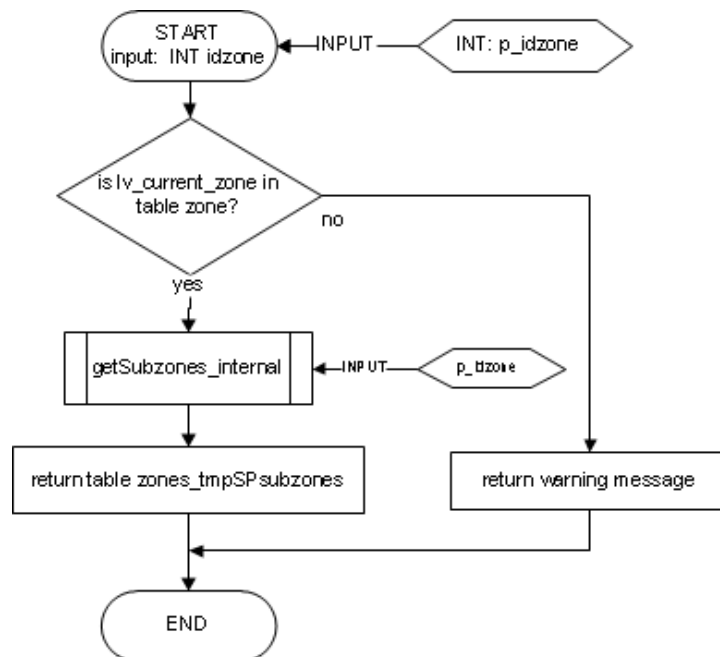 START
input: INT idzone
INPUT
INT: p_idzone
is lv_current_zone in
table zone?
no
yes
getSubzones_internal
INPUT
p_idzone
return table zones_tmpSPsubzones
return warning message
END